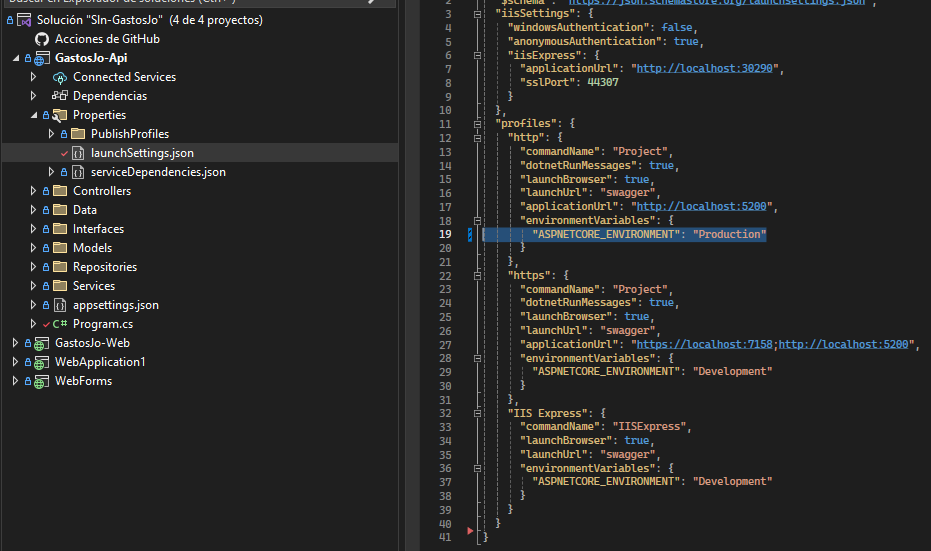 Buscar en Explorador de soluciones (Ctrl+')
Solución "Sln-GastosJo" (4 de 4 proyectos)
Acciones de GitHub
GastosJo-Api
Connected Services
Dependencias
Properties
PublishProfiles
launchSettings.json
serviceDependencies.json
Controllers
Data
Interfaces
Models
Repositories
Services
appsettings.json
C# Program.cs
GastosJo-Web
WebApplication1
WebForms
2 "$schema": "https://json.schemastore.org/launchsettings.json",
3 "iisSettings": {
4 "windowsAuthentication": false,
5 "anonymousAuthentication": true,
6 "iisExpress": {
7 "applicationUrl": "http://localhost:30290",
8 "sslPort": 44307
9 }
10 },
11 "profiles": {
12 "http": {
13 "commandName": "Project",
14 "dotnetRunMessages": true,
15 "launchBrowser": true,
16 "launchUrl": "swagger",
17 "applicationUrl": "http://localhost:5200",
18 "environmentVariables": {
19 "ASPNETCORE_ENVIRONMENT": "Production"
20 }
21 },
22 "https": {
23 "commandName": "Project",
24 "dotnetRunMessages": true,
25 "launchBrowser": true,
26 "launchUrl": "swagger",
27 "applicationUrl": "https://localhost:7158;http://localhost:5200",
28 "environmentVariables": {
29 "ASPNETCORE_ENVIRONMENT": "Development"
30 }
31 },
32 "IIS Express": {
33 "commandName": "IISExpress",
34 "launchBrowser": true,
35 "launchUrl": "swagger",
36 "environmentVariables": {
37 "ASPNETCORE_ENVIRONMENT": "Development"
38 }
39 }
40 }
41 }